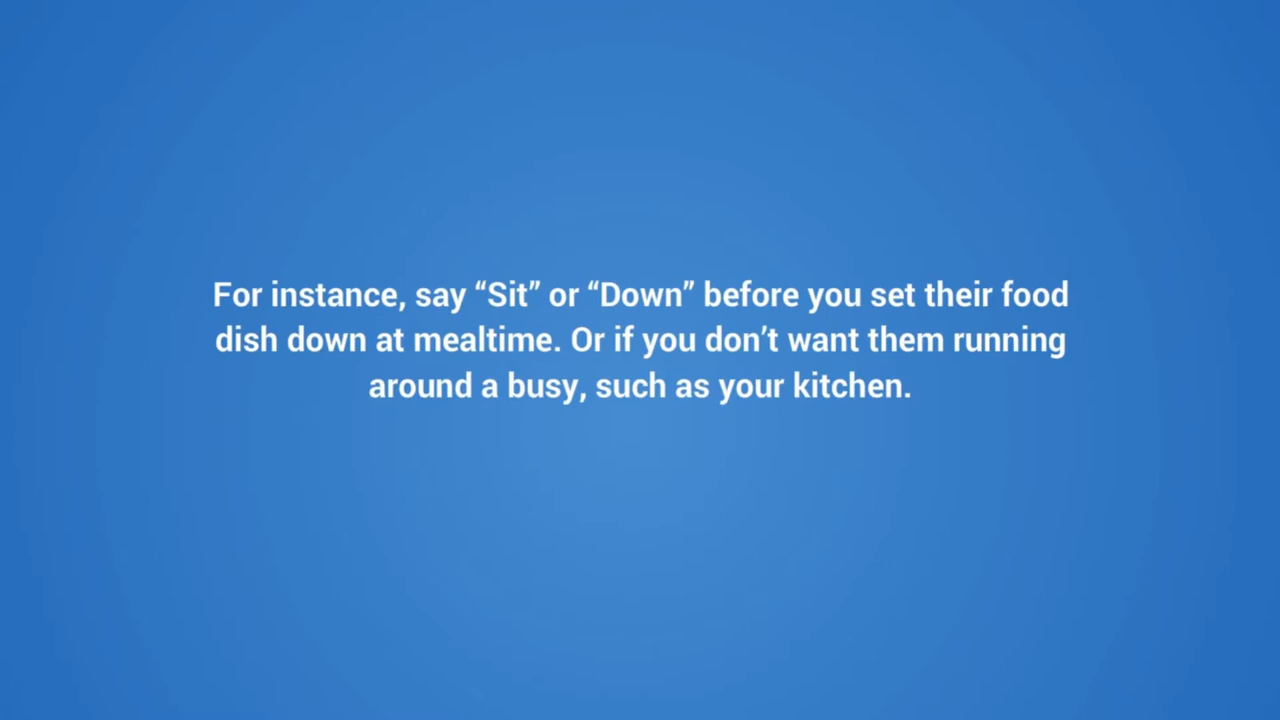 For instance, say “Sit” or “Down” before you set their food
dish down at mealtime. Or if you don’t want them running
around a busy, such as your kitchen.